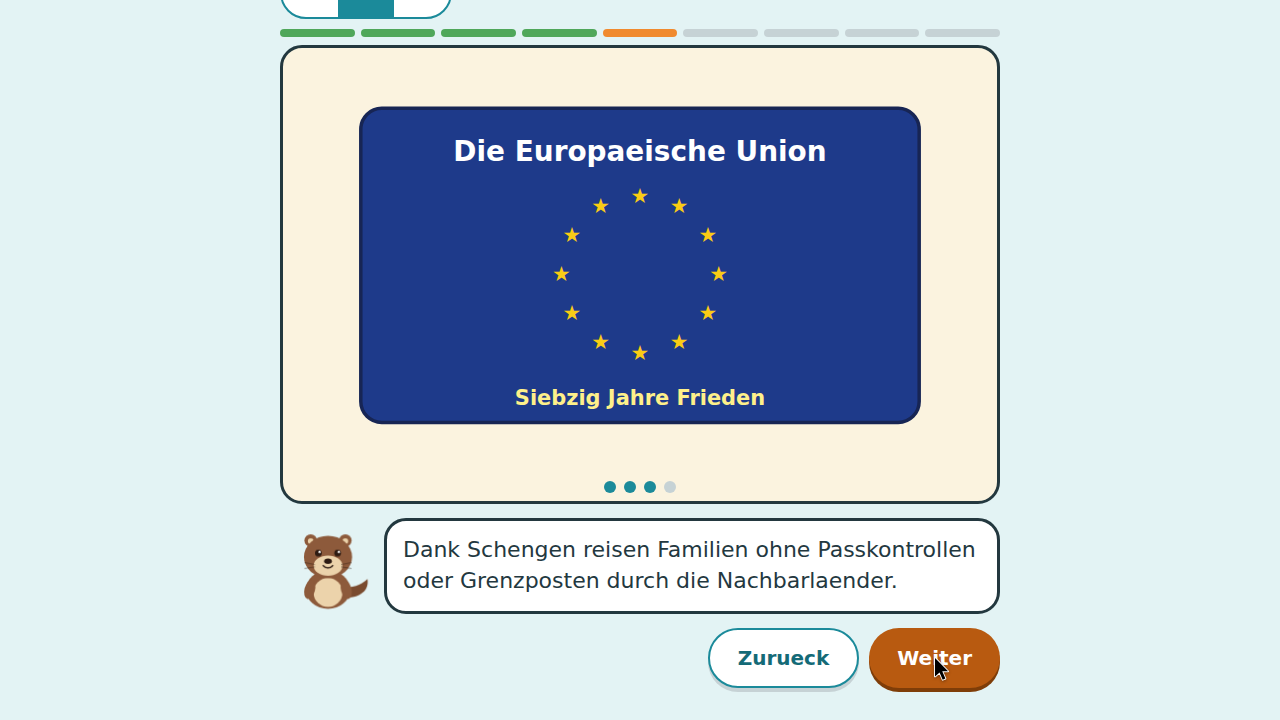 Die Europaeische Union
Siebzig Jahre Frieden
Dank Schengen reisen Familien ohne Passkontrollen
oder Grenzposten durch die Nachbarlaender.
Zurueck
Weiter